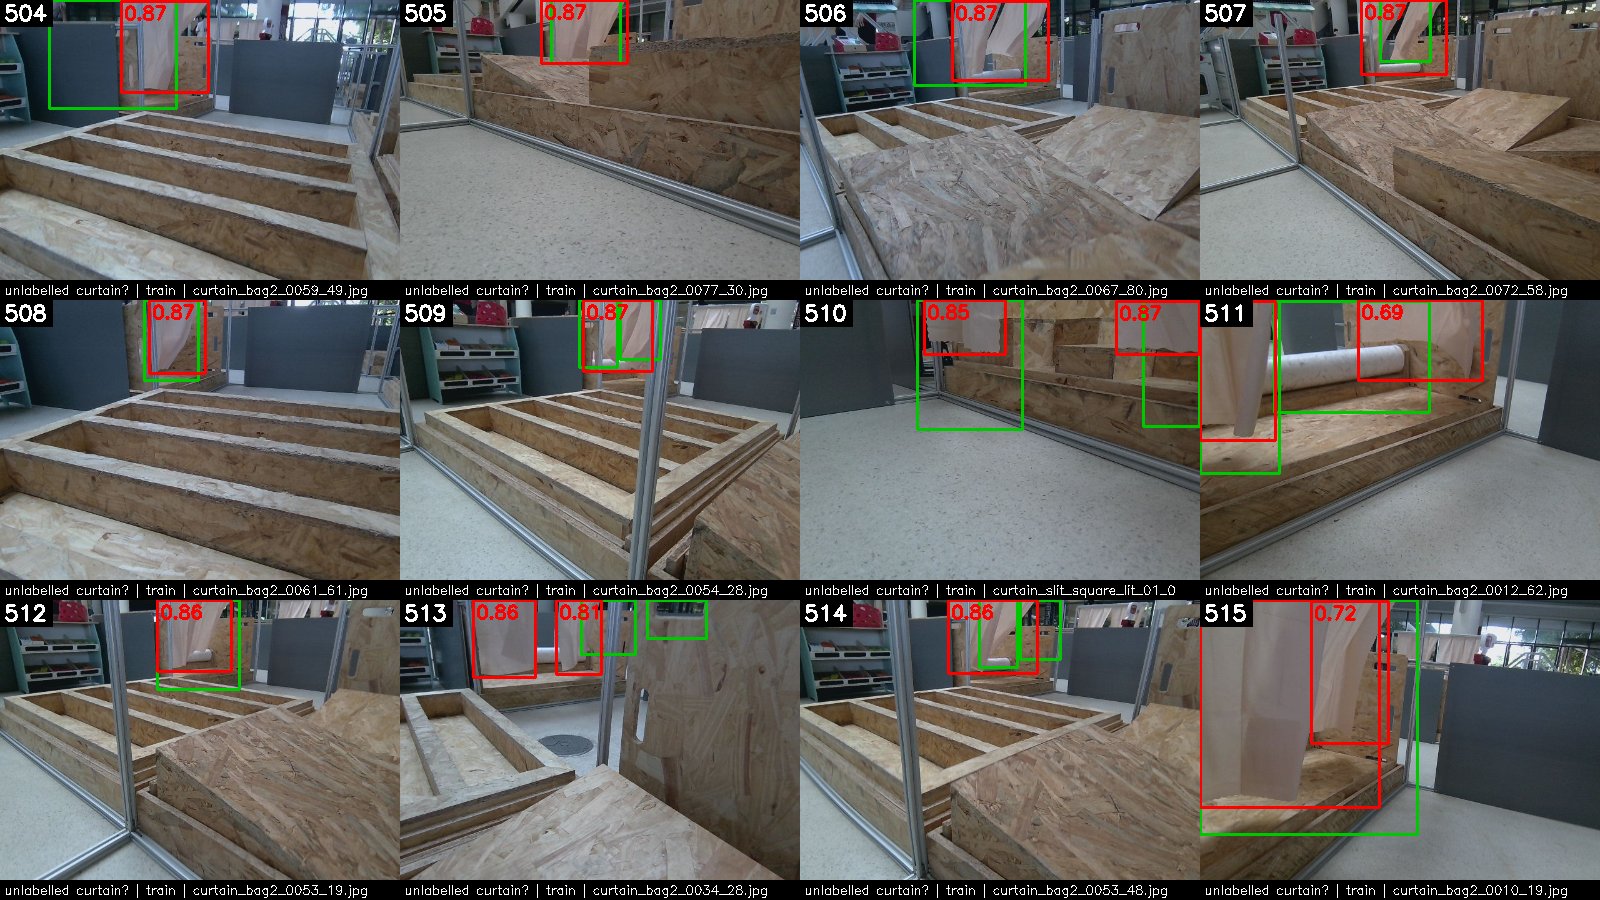 504 0.87
505 0.87
506 0.87
507 0.87
unlabelled curtain? | train | curtain_bag2_0059_49.jpg
unlabelled curtain? | train | curtain_bag2_0077_30.jpg
unlabelled curtain? | train | curtain_bag2_0067_80.jpg
unlabelled curtain? | train | curtain_bag2_0072_58.jpg
508 0.87
509 0.87
510 0.85 0.87
511 0.69
unlabelled curtain? | train | curtain_bag2_0061_61.jpg
unlabelled curtain? | train | curtain_bag2_0054_28.jpg
unlabelled curtain? | train | curtain_slit_square_lit_01_0
unlabelled curtain? | train | curtain_bag2_0012_62.jpg
512 0.86
513 0.86 0.81
514 0.86
515 0.72
unlabelled curtain? | train | curtain_bag2_0053_19.jpg
unlabelled curtain? | train | curtain_bag2_0034_28.jpg
unlabelled curtain? | train | curtain_bag2_0053_48.jpg
unlabelled curtain? | train | curtain_bag2_0010_19.jpg